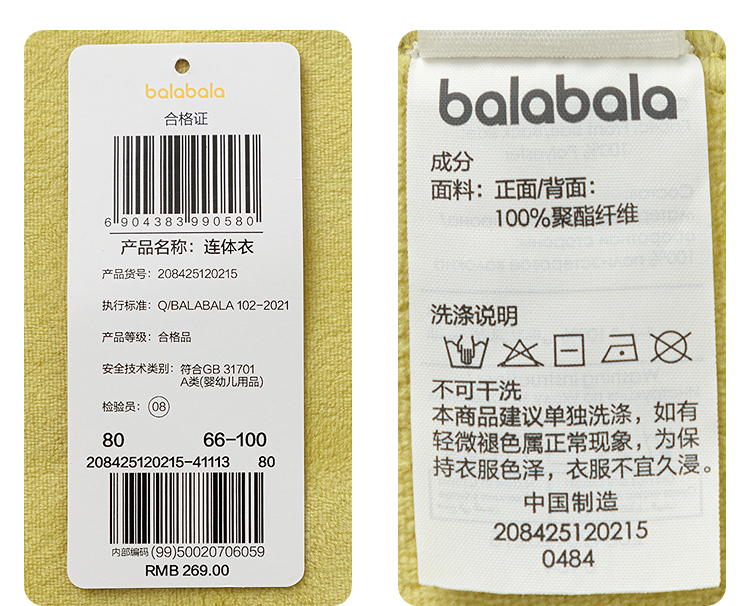 balabala
合格证
6 904383 990580
产品名称：连体衣
产品货号：208425120215
执行标准：Q/BALABALA 102-2021
产品等级：合格品
安全技术类别：符合GB 31701
A类(婴幼儿用品)
检验员：08
80 66-100
208425120215-41113 80
内部编码 (99)50020706059
RMB 269.00
balabala
成分
面料：正面/背面：
100%聚酯纤维
洗涤说明
不可干洗
本商品建议单独洗涤，如有
轻微褪色属正常现象，为保
持衣服色泽，衣服不宜久浸。
中国制造
208425120215
0484